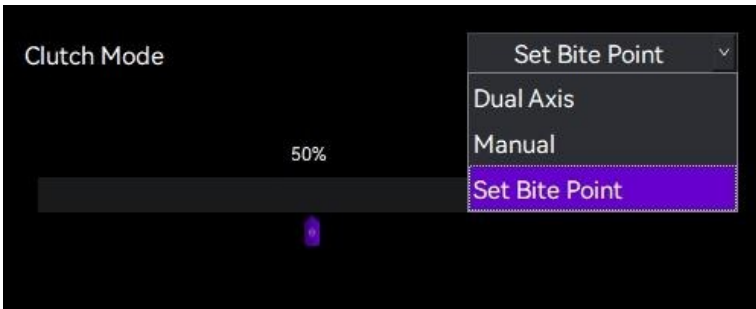 Clutch Mode
Set Bite Point
Dual Axis
Manual
Set Bite Point
50%